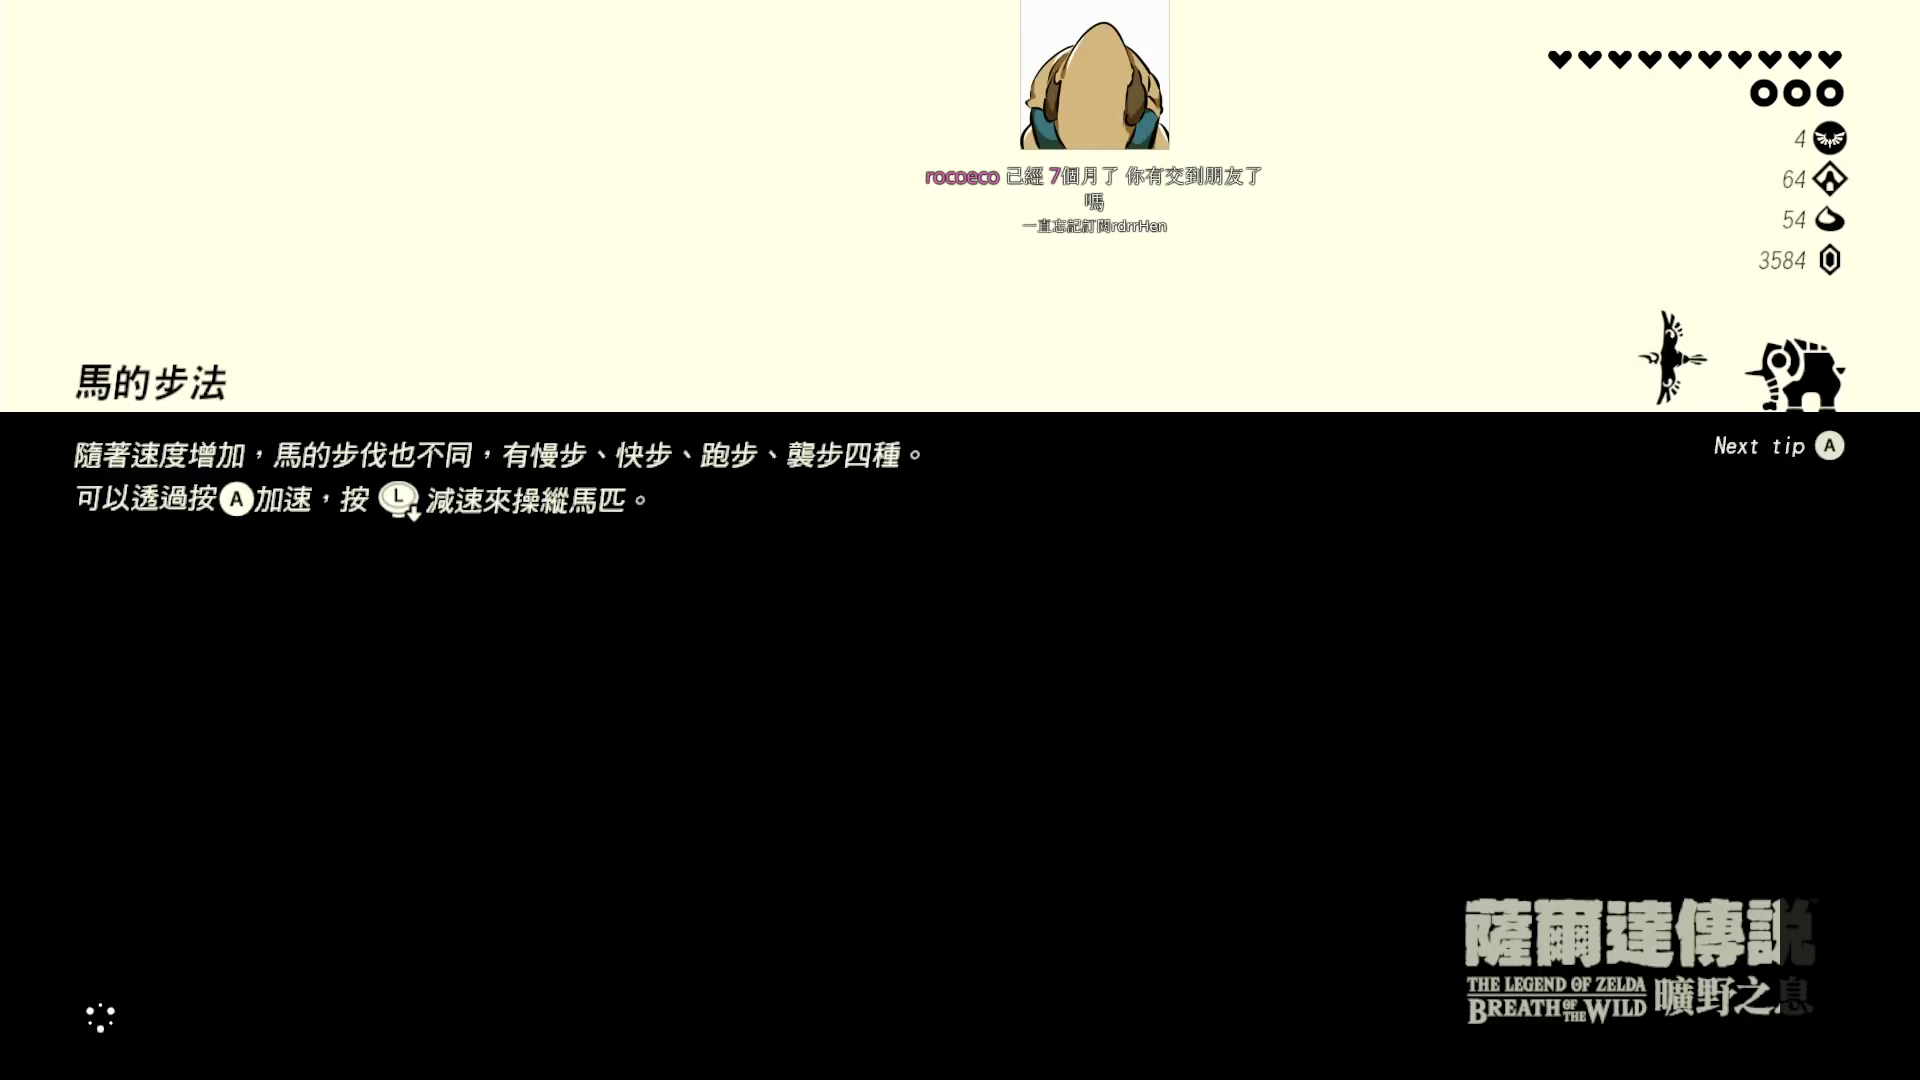 rocoeco 已經 7個月了 你有交到朋友了
嗎
一直忘記訂閱rdrrHen
4
64
54
3584
馬的步法
隨著速度增加，馬的步伐也不同，有慢步、快步、跑步、襲步四種。
可以透過按A加速，按 L 減速來操縱馬匹。
Next tip A
薩爾達傳說
THE LEGEND OF ZELDA
BREATH OF THE WILD 曠野之息